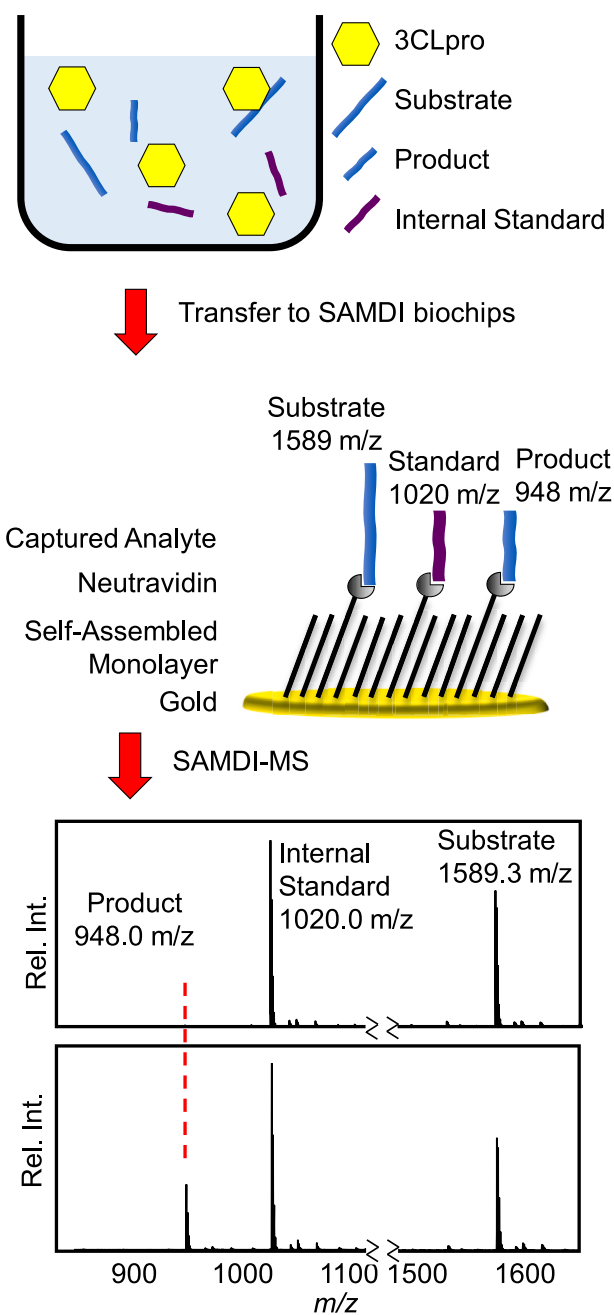 3CLpro
Substrate
Product
Internal Standard
Transfer to SAMDI biochips
Substrate
1589 m/z
Standard
1020 m/z
Product
948 m/z
Captured Analyte
Neutravidin
Self-Assembled
Monolayer
Gold
SAMDI-MS
Rel. Int.
Product
948.0 m/z
Internal
Standard
1020.0 m/z
Substrate
1589.3 m/z
Rel. Int.
900 1000 1100 1500 1600
m/z